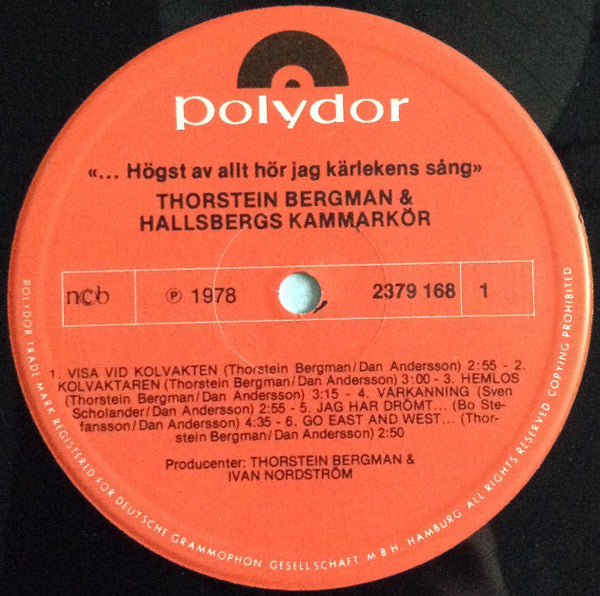 polydor
«... Högst av allt hör jag kärlekens sång»
THORSTEIN BERGMAN &
HALLSBERGS KAMMARKÖR
ncb ℗ 1978 2379 168 1
1. VISA VID KOLVAKTEN (Thorstein Bergman/Dan Andersson) 2:55 - 2.
KOLVAKTAREN (Thorstein Bergman/Dan Andersson) 3:00 - 3. HEMLOS
(Thorstein Bergman/Dan Andersson) 3:15 - 4. VÅRKANNING (Sven
Scholander/Dan Andersson) 2:55 - 5. JAG HAR DRÖMT... (Bo Ste-
fansson/Dan Andersson) 4:35 - 6. GO EAST AND WEST... (Thor-
stein Bergman/Dan Andersson) 2:50
Producenter: THORSTEIN BERGMAN &
IVAN NORDSTRÖM
POLYDOR TRADE MARK REGISTERED FOR DEUTSCHE GRAMMOPHON GESELLSCHAFT M B H. HAMBURG. ALL RIGHTS RESERVED COPYING PROHIBITED